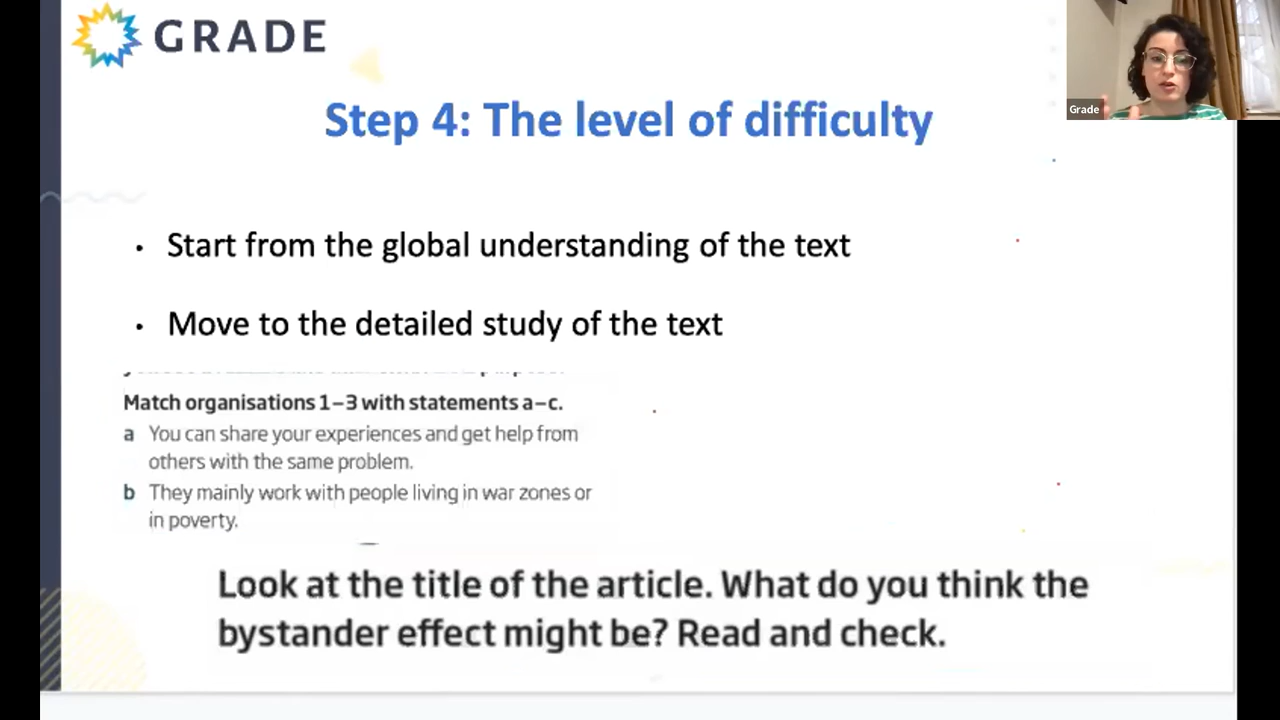 GRADE
Grade
Step 4: The level of difficulty
• Start from the global understanding of the text
• Move to the detailed study of the text
Match organisations 1–3 with statements a–c.
a You can share your experiences and get help from
others with the same problem.
b They mainly work with people living in war zones or
in poverty.
Look at the title of the article. What do you think the
bystander effect might be? Read and check.